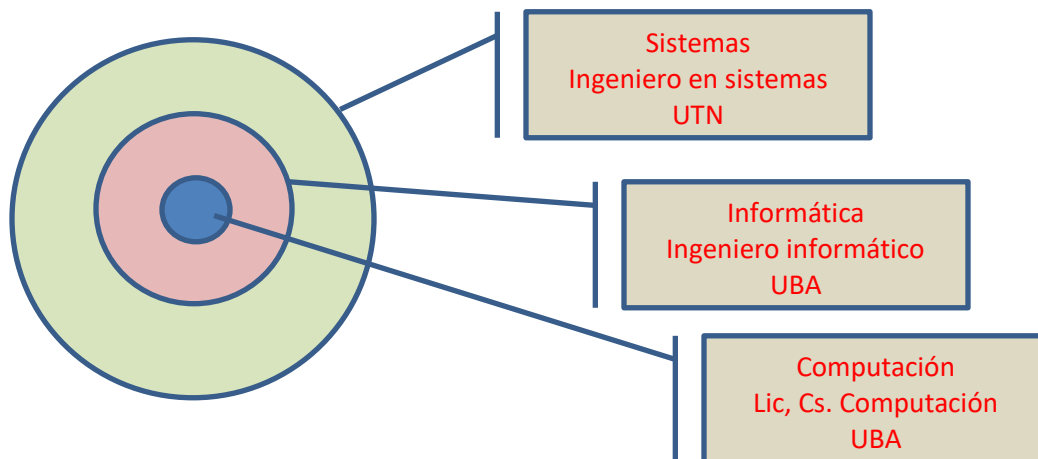 Sistemas
Ingeniero en sistemas
UTN
Informática
Ingeniero informático
UBA
Computación
Lic, Cs. Computación
UBA